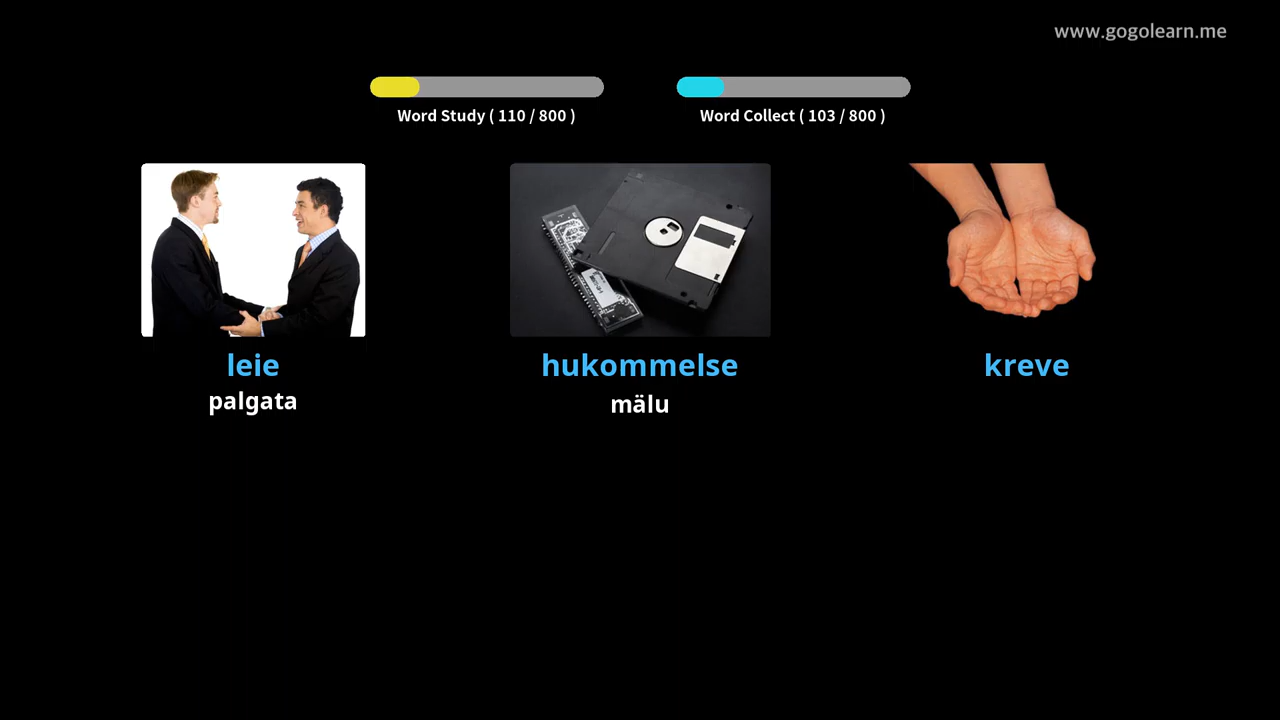 www.gogolearn.me
Word Study ( 110 / 800 )
Word Collect ( 103 / 800 )
leie
palgata
hukommelse
mälu
kreve